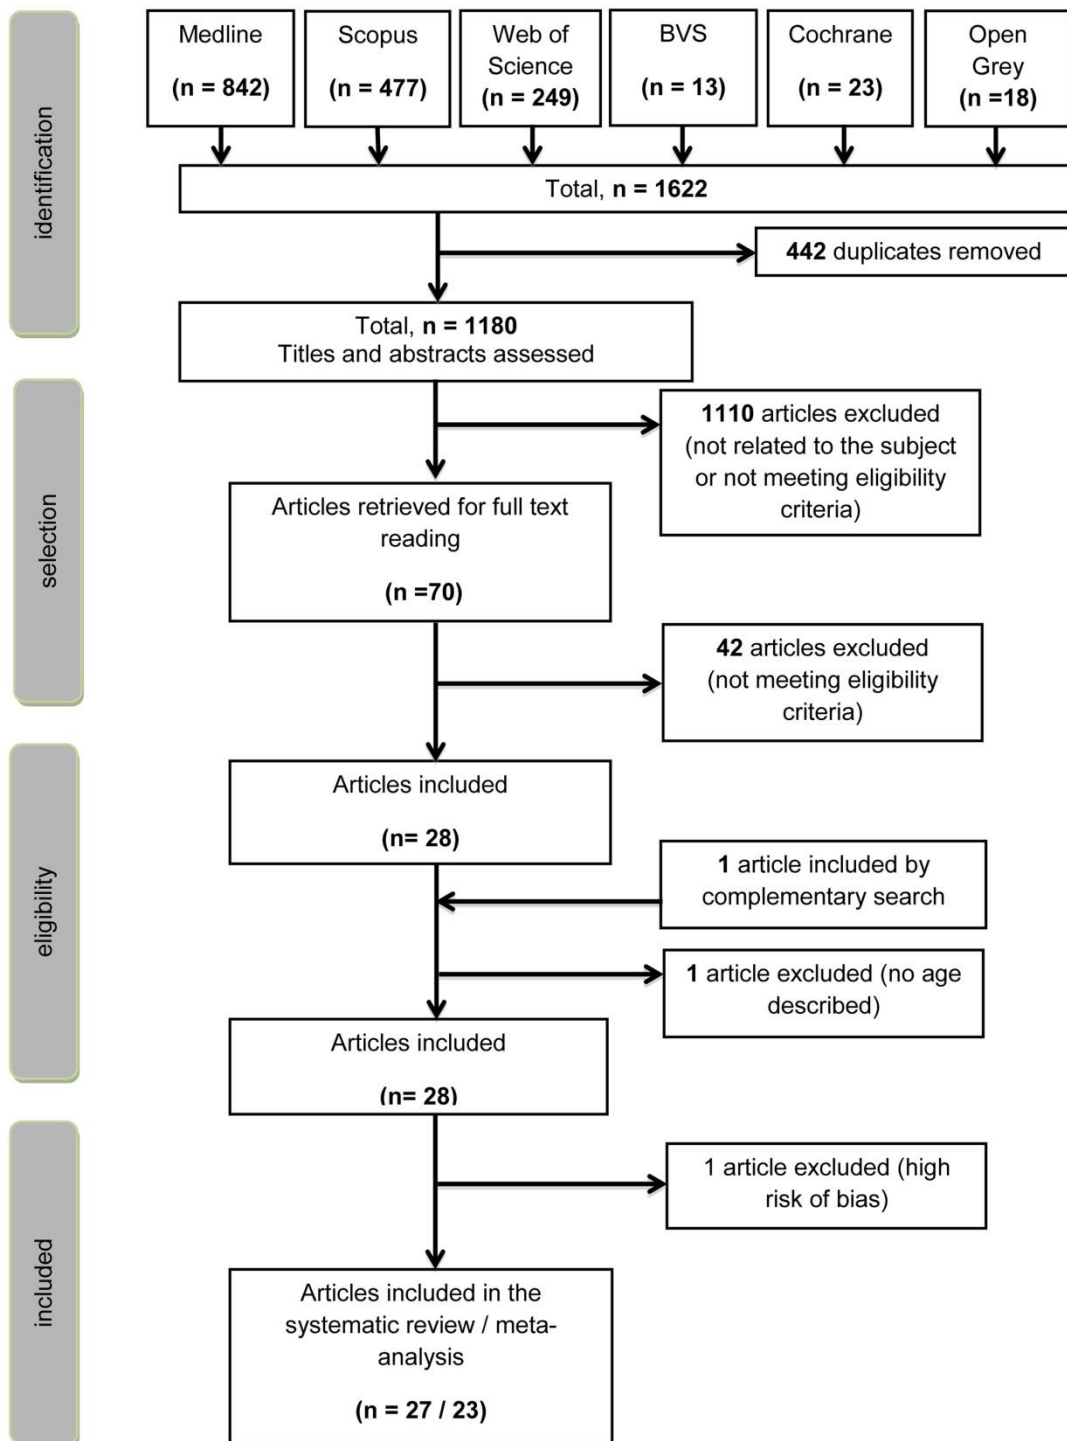 identification
Medline
(n = 842)
Scopus
(n = 477)
Web of
Science
(n = 249)
BVS
(n = 13)
Cochrane
(n = 23)
Open
Grey
(n =18)
Total, n = 1622
442 duplicates removed
Total, n = 1180
Titles and abstracts assessed
selection
1110 articles excluded
(not related to the subject
or not meeting eligibility
criteria)
Articles retrieved for full text
reading
(n =70)
42 articles excluded
(not meeting eligibility
criteria)
eligibility
Articles included
(n= 28)
1 article included by
complementary search
1 article excluded (no age
described)
Articles included
(n= 28)
included
1 article excluded (high
risk of bias)
Articles included in the
systematic review / meta-
analysis
(n = 27 / 23)